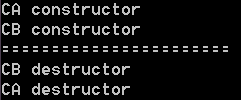 CA constructor
CB constructor
-----------------------
CB destructor
CA destructor